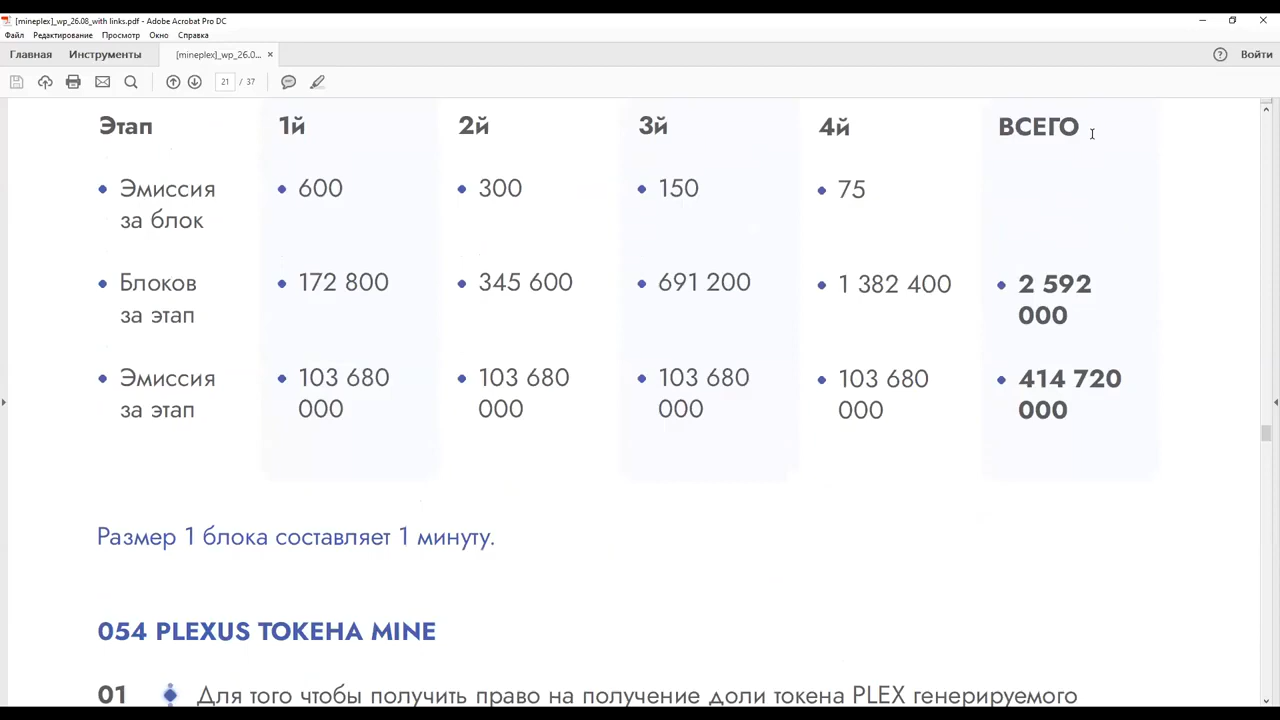 [mineplex]_wp_26.08_with links.pdf - Adobe Acrobat Pro DC
Файл Редактирование Просмотр Окно Справка
Главная Инструменты [mineplex]_wp_26.0... × Войти
21 / 37
Этап 1й 2й 3й 4й ВСЕГО
Эмиссия 600 300 150 75
за блок
Блоков 172 800 345 600 691 200 1 382 400 2 592
за этап 000
Эмиссия 103 680 103 680 103 680 103 680 414 720
за этап 000 000 000 000 000
Размер 1 блока составляет 1 минуту.
054 PLEXUS ТОКЕНА MINE
01 Для того чтобы получить право на получение доли токена PLEX генерируемого